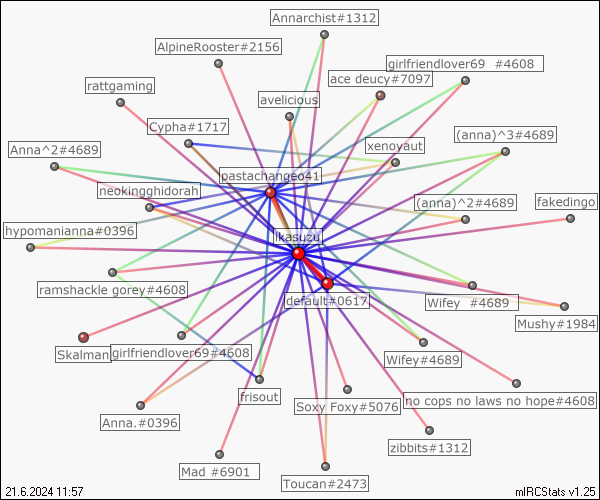 Annarchist#1312
AlpineRooster#2156
girlfriendlover69 #4608
ace deucy#7097
rattgaming
avelicious
Cypha#1717
(anna)^3#4689
Anna^2#4689
xenoyaut
pastachangeo41
neokingghidorah
(anna)^2#4689
fakedingo
hypomanianna#0396
ikasuzu
ramshackle gorey#4608
default#0617
Wifey #4689
Mushy#1984
Skalman
girlfriendlover69#4608
Wifey#4689
frisout
Soxy Foxy#5076
no cops no laws no hope#4608
Anna.#0396
zibbits#1312
Mad #6901
Toucan#2473
21.6.2024 11:57
mIRCStats v1.25